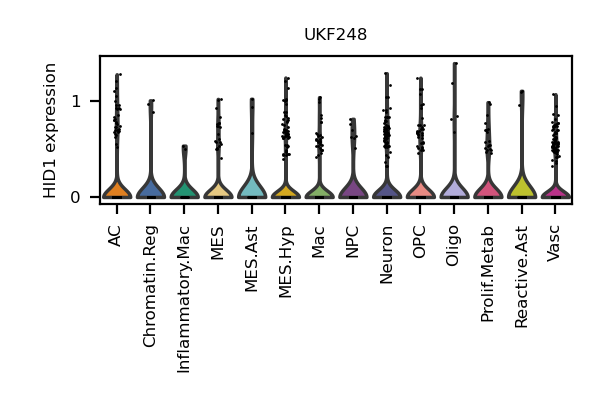 UKF248
HID1 expression
1
0
AC
Chromatin.Reg
Inflammatory.Mac
MES
MES.Ast
MES.Hyp
Mac
NPC
Neuron
OPC
Oligo
Prolif.Metab
Reactive.Ast
Vasc